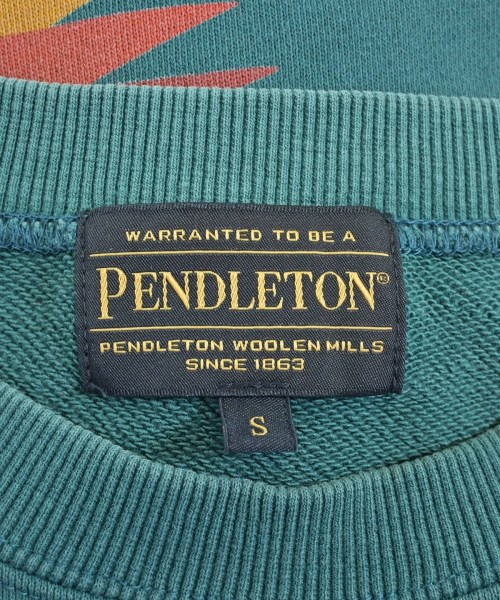 WARRANTED TO BE A
PENDLETON®
PENDLETON WOOLEN MILLS
SINCE 1863
S